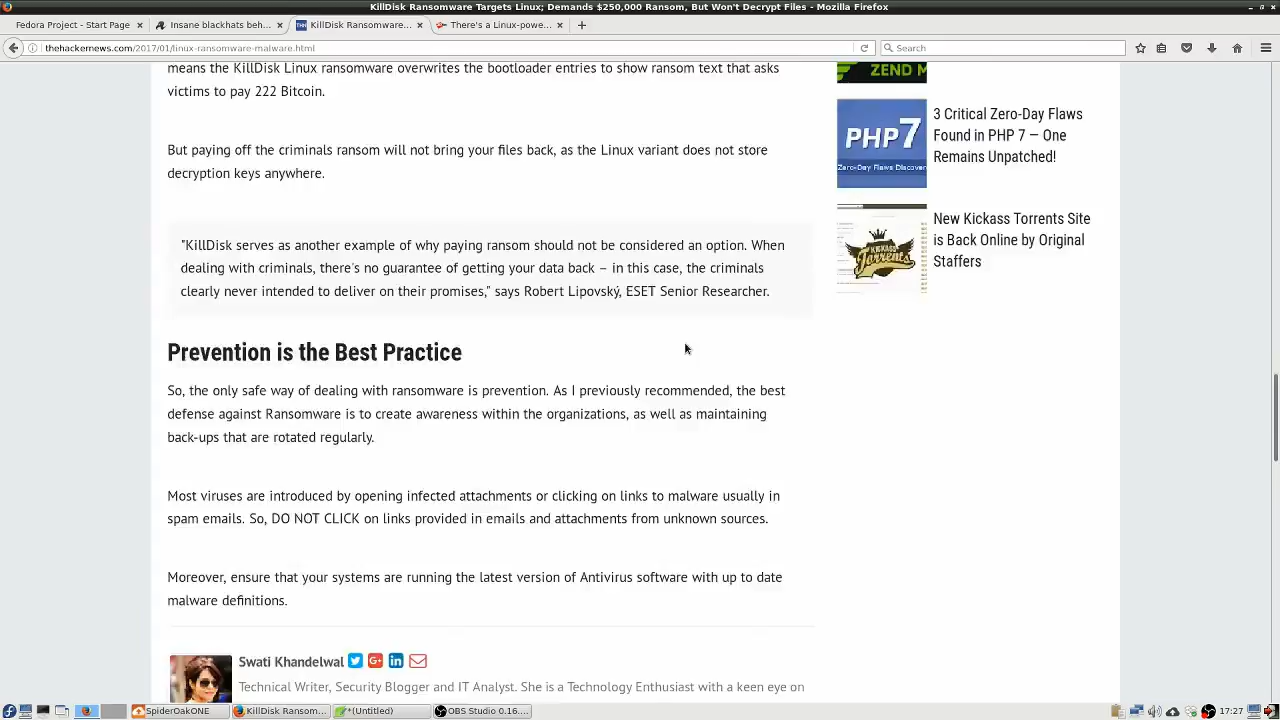 KillDisk Ransomware Targets Linux; Demands $250,000 Ransom, But Won't Decrypt Files - Mozilla Firefox
Fedora Project - Start Page
Insane blackhats beh...
KillDisk Ransomware...
There's a Linux-powe...
thehackernews.com/2017/01/linux-ransomware-malware.html
Search
means the KillDisk Linux ransomware overwrites the bootloader entries to show ransom text that asks
victims to pay 222 Bitcoin.
But paying off the criminals ransom will not bring your files back, as the Linux variant does not store
decryption keys anywhere.
"KillDisk serves as another example of why paying ransom should not be considered an option. When
dealing with criminals, there's no guarantee of getting your data back – in this case, the criminals
clearly never intended to deliver on their promises," says Robert Lipovský, ESET Senior Researcher.
Prevention is the Best Practice
So, the only safe way of dealing with ransomware is prevention. As I previously recommended, the best
defense against Ransomware is to create awareness within the organizations, as well as maintaining
back-ups that are rotated regularly.
Most viruses are introduced by opening infected attachments or clicking on links to malware usually in
spam emails. So, DO NOT CLICK on links provided in emails and attachments from unknown sources.
Moreover, ensure that your systems are running the latest version of Antivirus software with up to date
malware definitions.
Swati Khandelwal
Technical Writer, Security Blogger and IT Analyst. She is a Technology Enthusiast with a keen eye on
ZEND M
PHP 7
Zero-Day Flaws Discover
3 Critical Zero-Day Flaws
Found in PHP 7 — One
Remains Unpatched!
KICKASS
TORRENTS
New Kickass Torrents Site
is Back Online by Original
Staffers
SpiderOakONE
KillDisk Ransom...
*(Untitled)
OBS Studio 0.16....
17:27